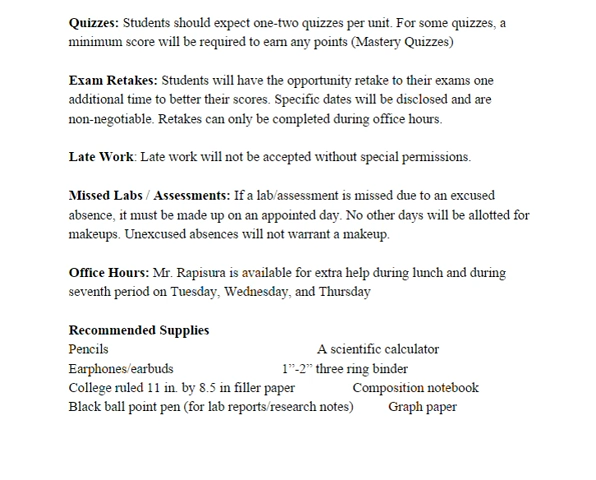 Quizzes: Students should expect one-two quizzes per unit. For some quizzes, a
minimum score will be required to earn any points (Mastery Quizzes)
Exam Retakes: Students will have the opportunity retake to their exams one
additional time to better their scores. Specific dates will be disclosed and are
non-negotiable. Retakes can only be completed during office hours.
Late Work: Late work will not be accepted without special permissions.
Missed Labs / Assessments: If a lab/assessment is missed due to an excused
absence, it must be made up on an appointed day. No other days will be allotted for
makeups. Unexcused absences will not warrant a makeup.
Office Hours: Mr. Rapisura is available for extra help during lunch and during
seventh period on Tuesday, Wednesday, and Thursday
Recommended Supplies
Pencils A scientific calculator
Earphones/earbuds 1”-2” three ring binder
College ruled 11 in. by 8.5 in filler paper Composition notebook
Black ball point pen (for lab reports/research notes) Graph paper